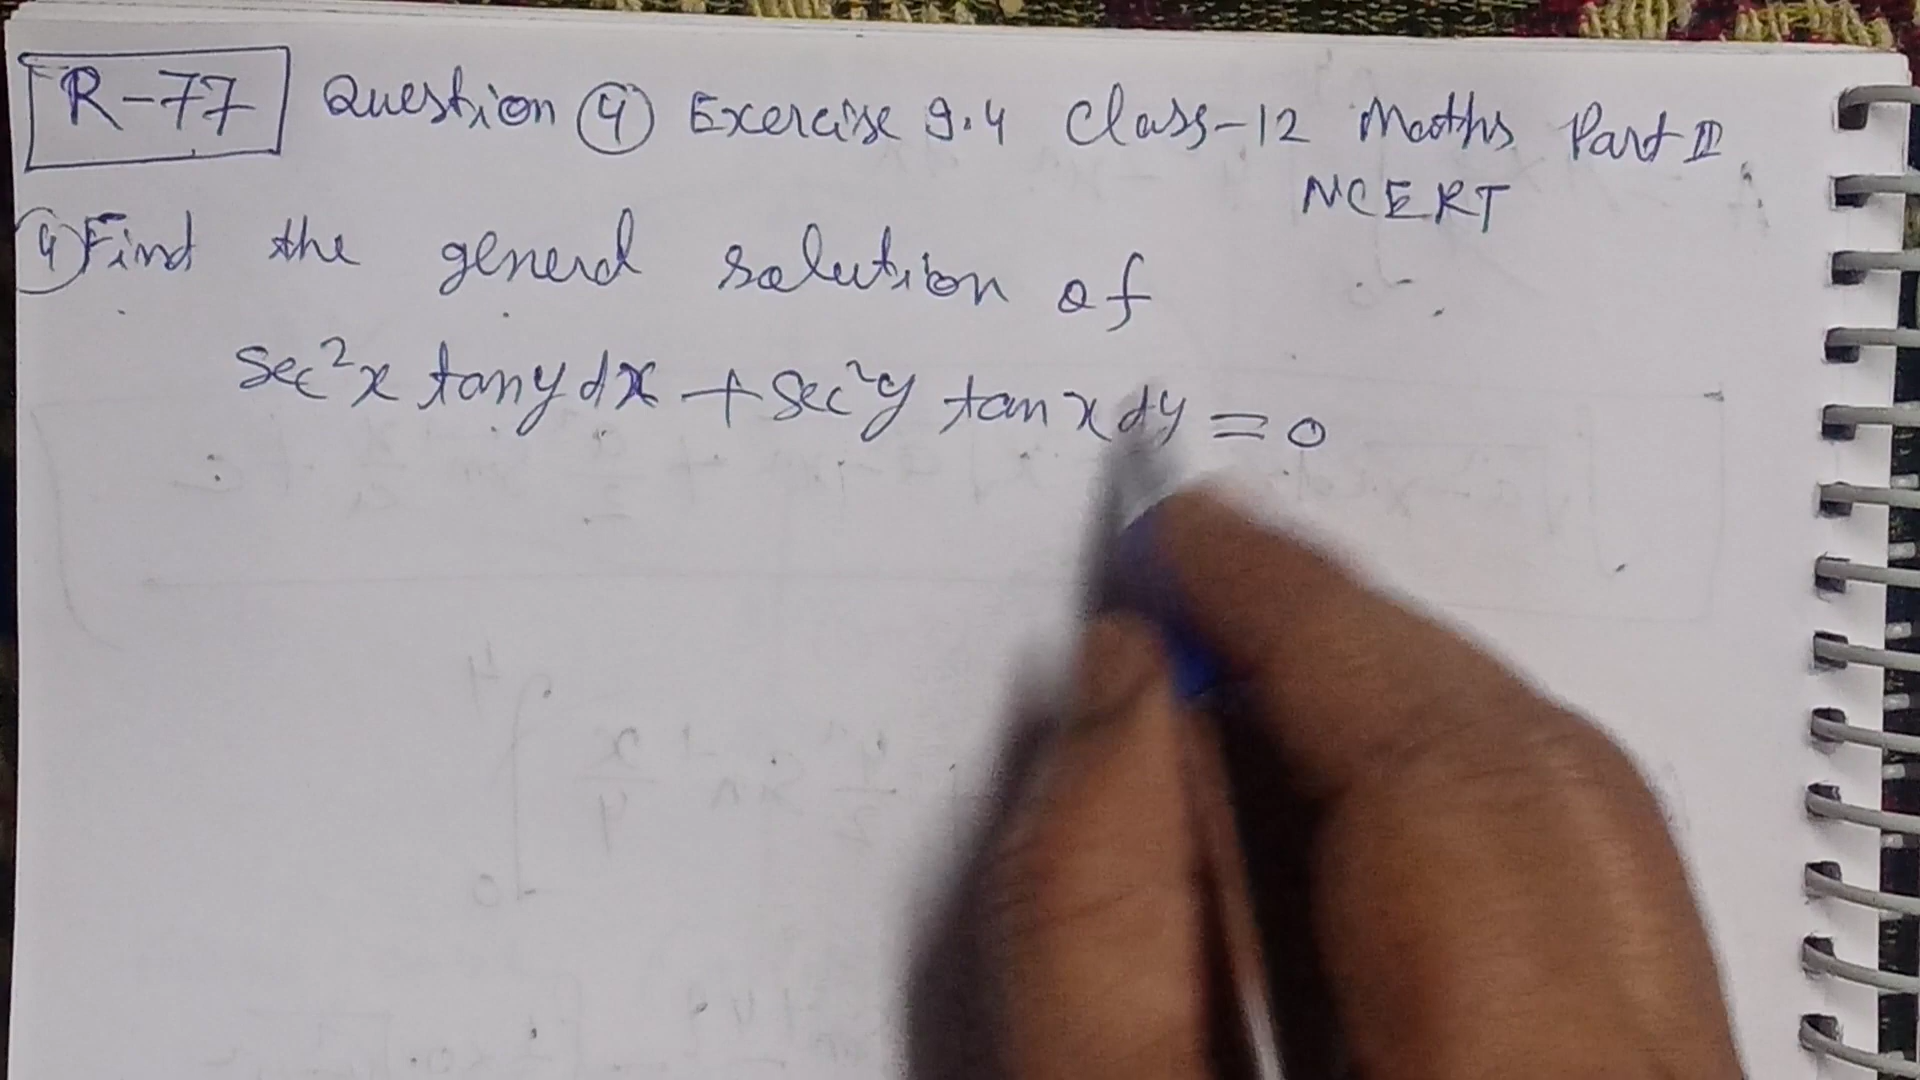 R-77 Question ④ Exercise 9.4 Class-12 Maths Part II
NCERT
④ Find the general solution of
sec²x tany dx + sec²y tanx dy = 0